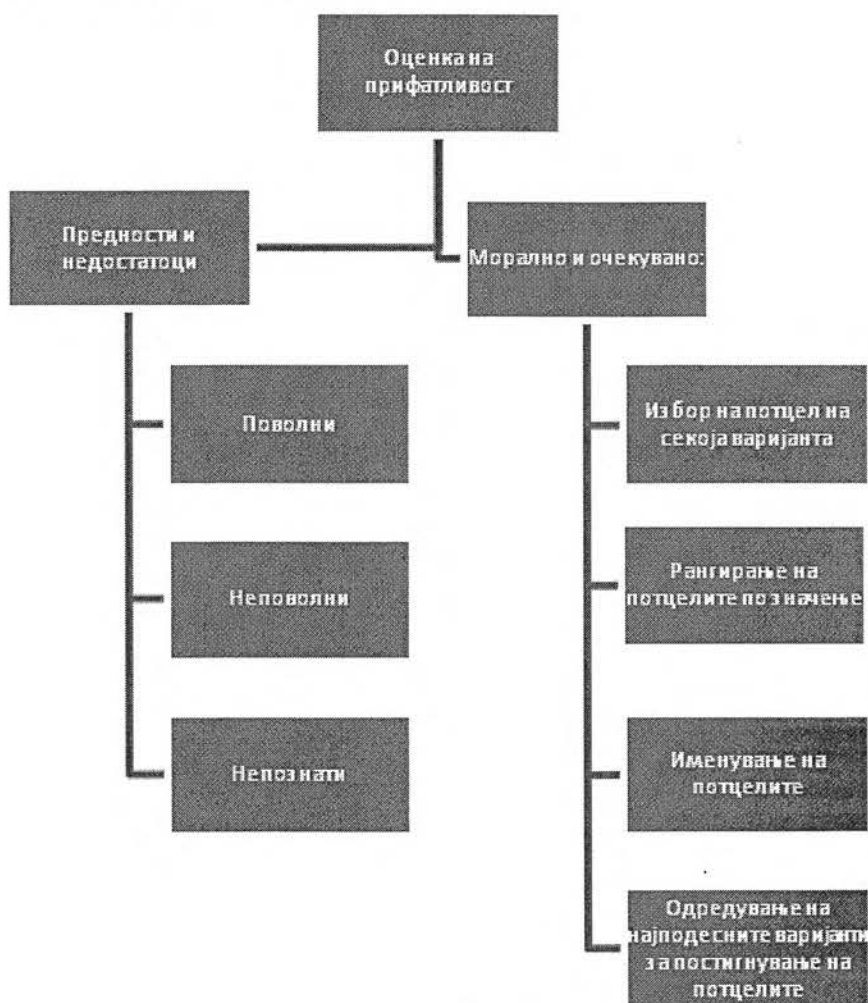 Оценка на
прифатливост
Предности и
недостатоци
Поволни
Неповолни
Непознати
Морално и очекувано:
Избор на потцел на
секоја варијанта
Рангирање на
потцелите по значење
Именување на
потцелите
Одредување на
најподесните варијанти
за постигнување на
потцелите